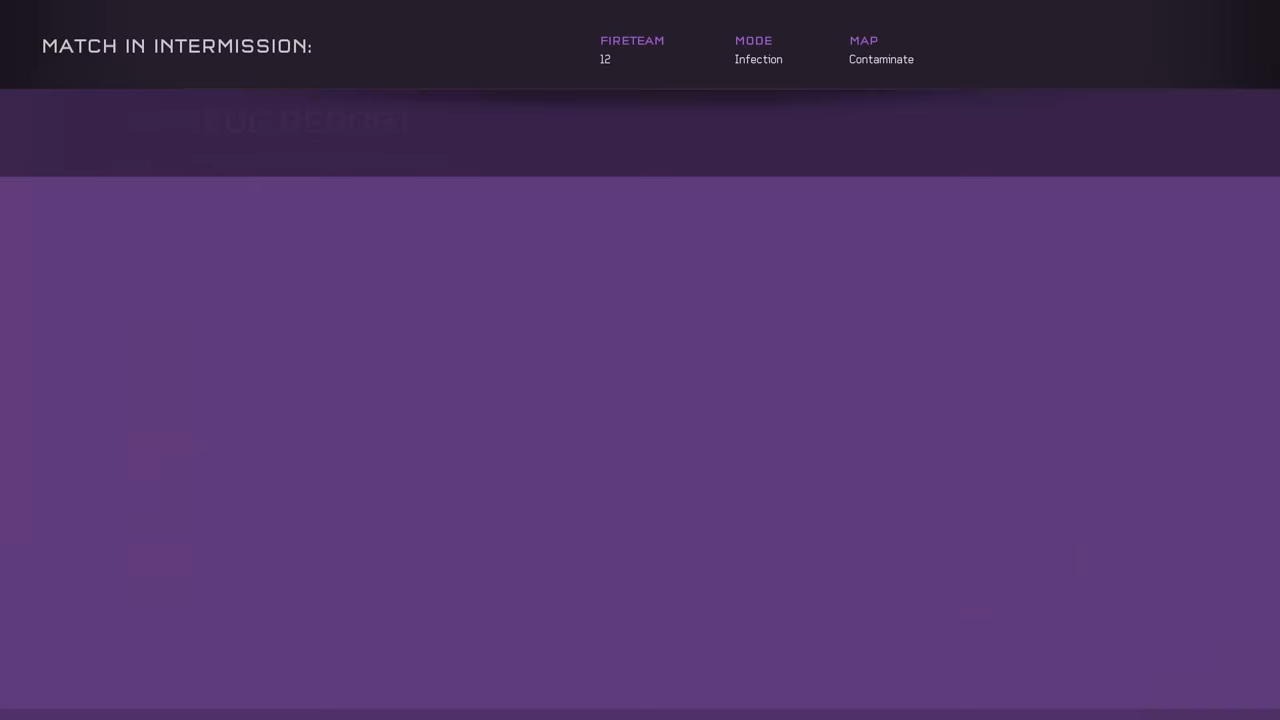 MATCH IN INTERMISSION:
FIRETEAM MODE MAP
12 Infection Contaminate